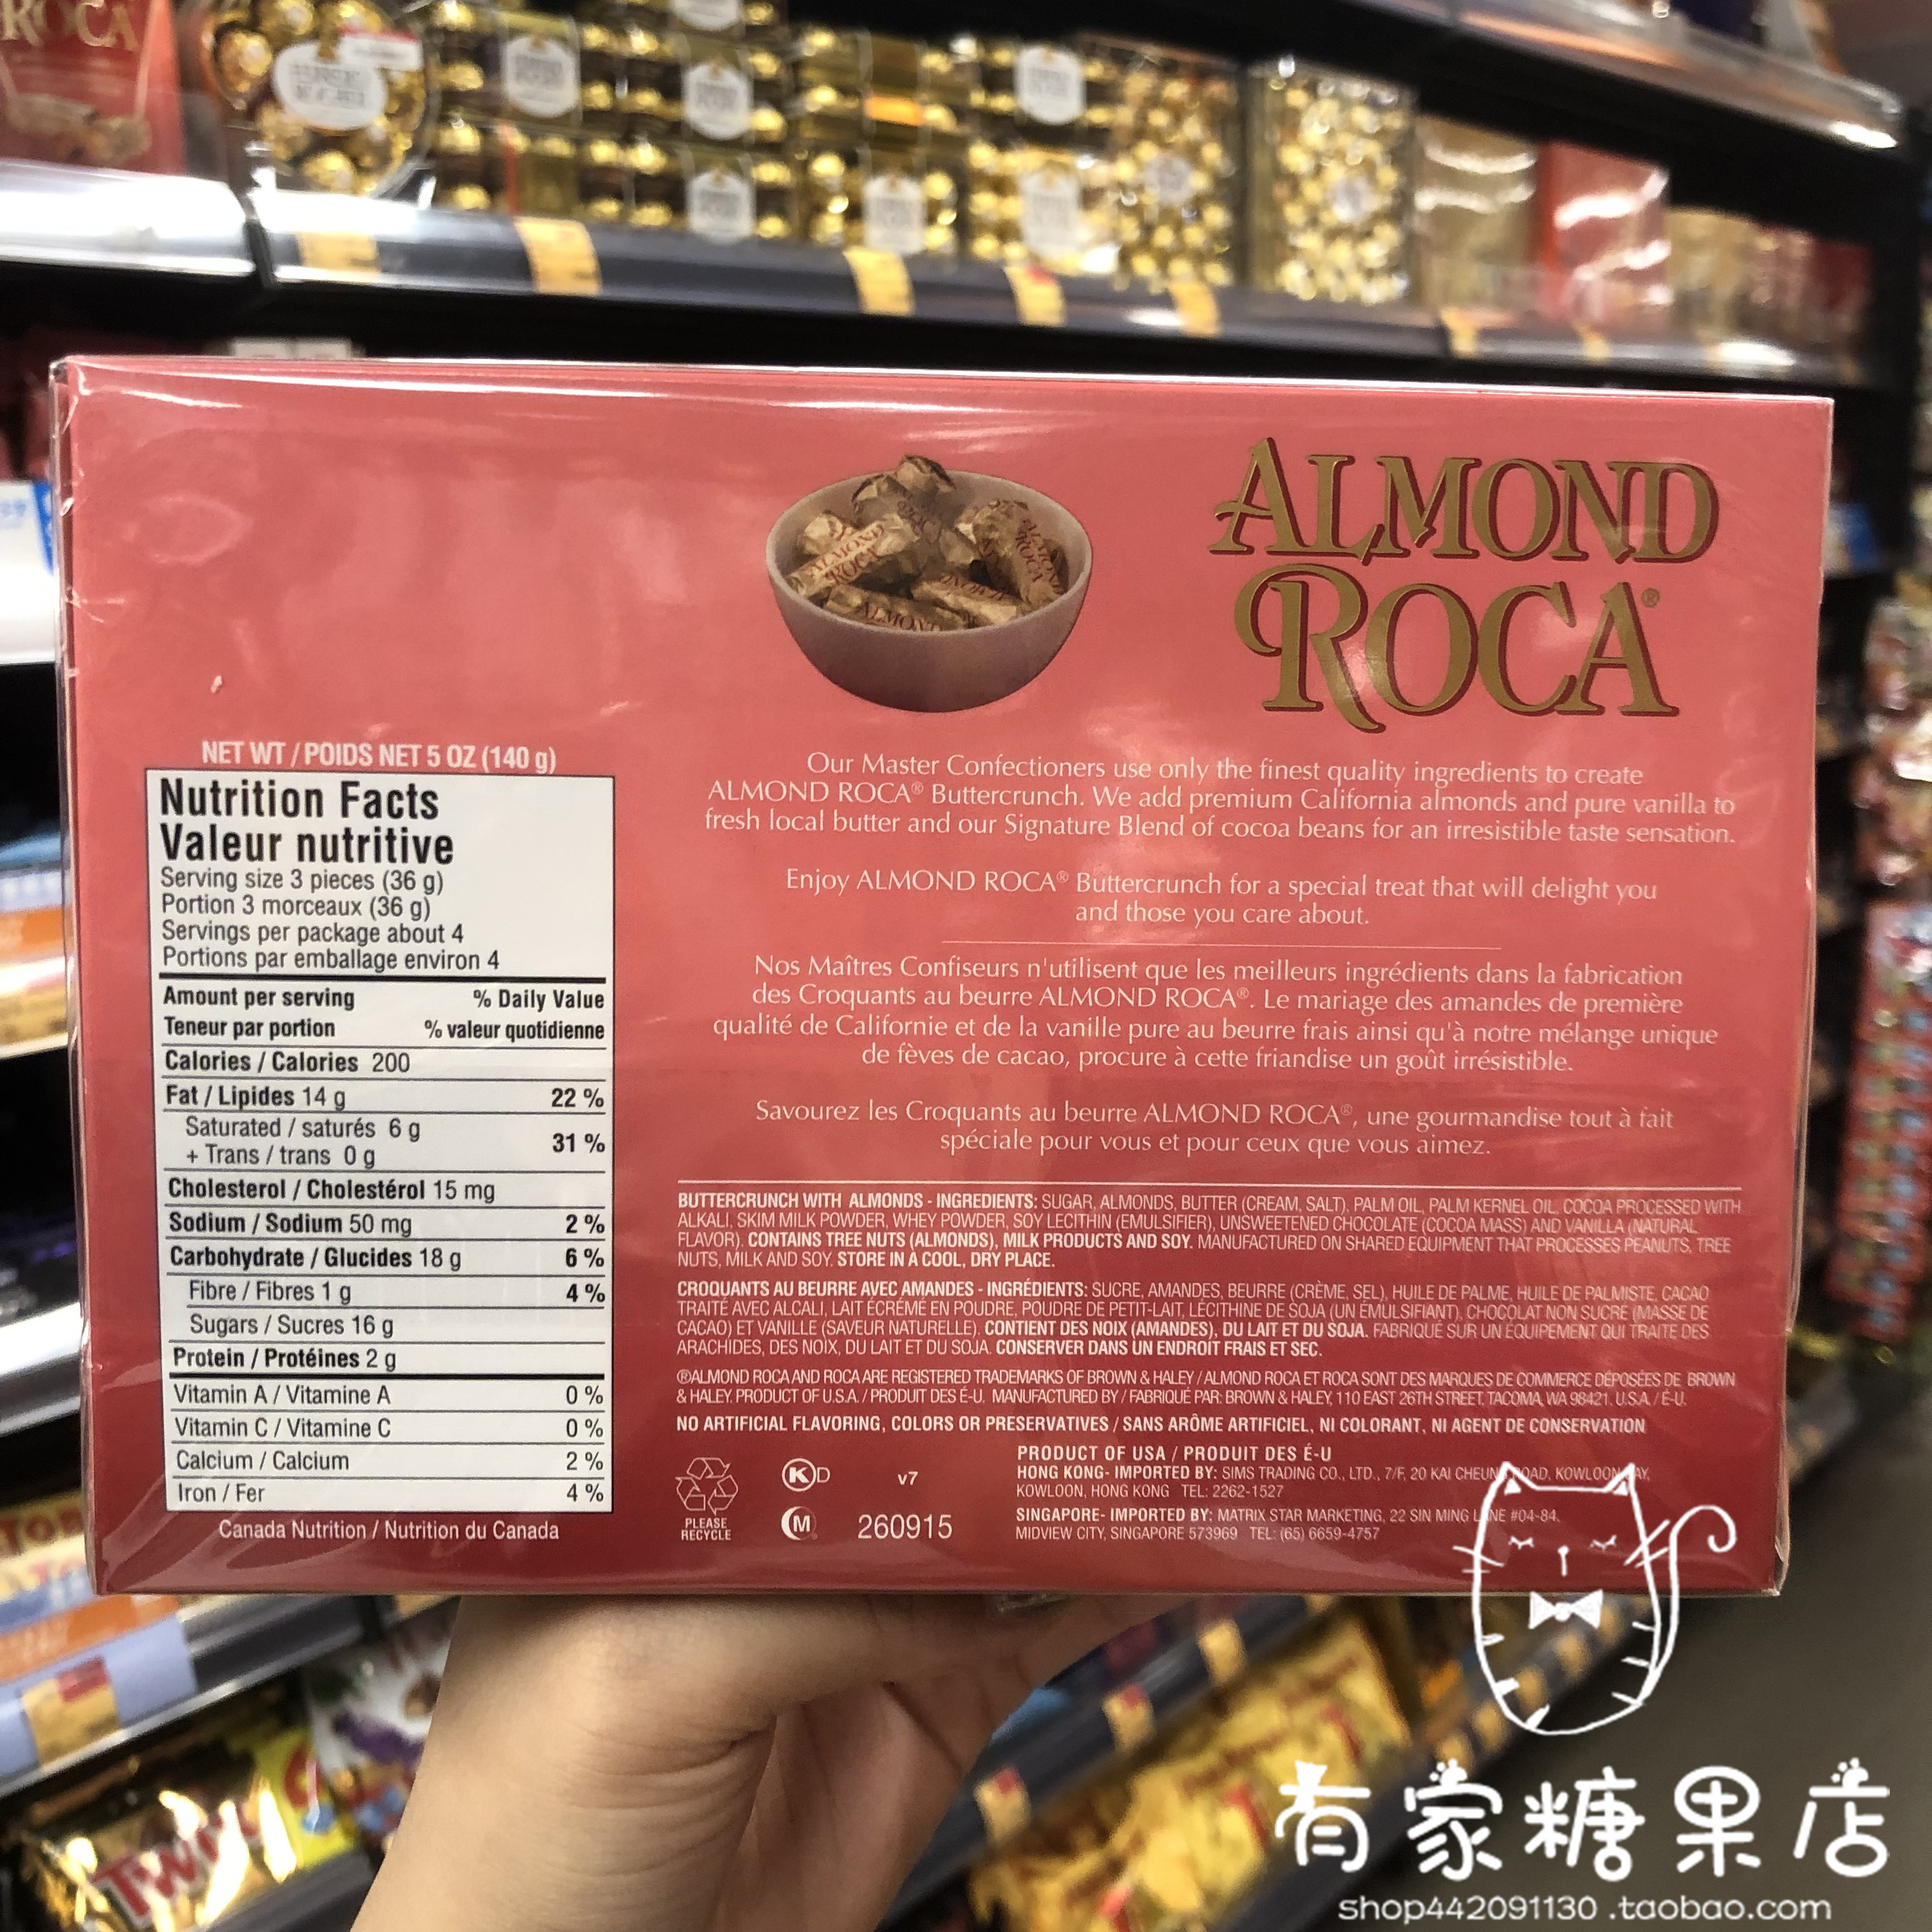 ROCA
ALMOND
ROCA®
NET WT / POIDS NET 5 OZ (140 g)
Nutrition Facts
Valeur nutritive
Serving size 3 pieces (36 g)
Portion 3 morceaux (36 g)
Servings per package about 4
Portions par emballage environ 4
Amount per serving % Daily Value
Teneur par portion % valeur quotidienne
Calories / Calories 200
Fat / Lipides 14 g 22 %
Saturated / saturés 6 g
+ Trans / trans 0 g 31 %
Cholesterol / Cholestérol 15 mg
Sodium / Sodium 50 mg 2 %
Carbohydrate / Glucides 18 g 6 %
Fibre / Fibres 1 g 4 %
Sugars / Sucres 16 g
Protein / Protéines 2 g
Vitamin A / Vitamine A 0 %
Vitamin C / Vitamine C 0 %
Calcium / Calcium 2 %
Iron / Fer 4 %
Canada Nutrition / Nutrition du Canada
Our Master Confectioners use only the finest quality ingredients to create
ALMOND ROCA® Buttercrunch. We add premium California almonds and pure vanilla to
fresh local butter and our Signature Blend of cocoa beans for an irresistible taste sensation.
Enjoy ALMOND ROCA® Buttercrunch for a special treat that will delight you
and those you care about.
Nos Maîtres Confiseurs n'utilisent que les meilleurs ingrédients dans la fabrication
des Croquants au beurre ALMOND ROCA®. Le mariage des amandes de première
qualité de Californie et de la vanille pure au beurre frais ainsi qu'à notre mélange unique
de fèves de cacao, procure à cette friandise un goût irrésistible.
Savourez les Croquants au beurre ALMOND ROCA®, une gourmandise tout à fait
spéciale pour vous et pour ceux que vous aimez.
BUTTERCRUNCH WITH ALMONDS - INGREDIENTS: SUGAR, ALMONDS, BUTTER (CREAM, SALT), PALM OIL, PALM KERNEL OIL, COCOA PROCESSED WITH
ALKALI, SKIM MILK POWDER, WHEY POWDER, SOY LECITHIN (EMULSIFIER), UNSWEETENED CHOCOLATE (COCOA MASS) AND VANILLA (NATURAL
FLAVOR). CONTAINS TREE NUTS (ALMONDS), MILK PRODUCTS AND SOY. MANUFACTURED ON SHARED EQUIPMENT THAT PROCESSES PEANUTS, TREE
NUTS, MILK AND SOY. STORE IN A COOL, DRY PLACE.
CROQUANTS AU BEURRE AVEC AMANDES - INGRÉDIENTS: SUCRE, AMANDES, BEURRE (CRÈME, SEL), HUILE DE PALME, HUILE DE PALMISTE, CACAO
TRAITÉ AVEC ALCALI, LAIT ÉCRÉMÉ EN POUDRE, POUDRE DE PETIT-LAIT, LÉCITHINE DE SOJA (UN ÉMULSIFIANT), CHOCOLAT NON SUCRÉ (MASSE DE
CACAO) ET VANILLE (SAVEUR NATURELLE). CONTIENT DES NOIX (AMANDES), DU LAIT ET DU SOJA. FABRIQUÉ SUR UN ÉQUIPEMENT QUI TRAITE DES
ARACHIDES, DES NOIX, DU LAIT ET DU SOJA. CONSERVER DANS UN ENDROIT FRAIS ET SEC.
®ALMOND ROCA AND ROCA ARE REGISTERED TRADEMARKS OF BROWN & HALEY / ALMOND ROCA ET ROCA SONT DES MARQUES DE COMMERCE DÉPOSÉES DE BROWN
& HALEY. PRODUCT OF U.S.A. / PRODUIT DES É-U. MANUFACTURED BY / FABRIQUÉ PAR: BROWN & HALEY, 110 EAST 26TH STREET, TACOMA, WA 98421. U.S.A. / É-U.
NO ARTIFICIAL FLAVORING, COLORS OR PRESERVATIVES / SANS ARÔME ARTIFICIEL, NI COLORANT, NI AGENT DE CONSERVATION
PLEASE
RECYCLE
K D
M
v7
260915
PRODUCT OF USA / PRODUIT DES É-U
HONG KONG- IMPORTED BY: SIMS TRADING CO., LTD., 7/F, 20 KAI CHEUNG ROAD, KOWLOON BAY,
KOWLOON, HONG KONG TEL: 2262-1527
SINGAPORE- IMPORTED BY: MATRIX STAR MARKETING, 22 SIN MING LANE #04-84,
MIDVIEW CITY, SINGAPORE 573969 TEL: (65) 6659-4757
有家糖果店
shop442091130.taobao.com